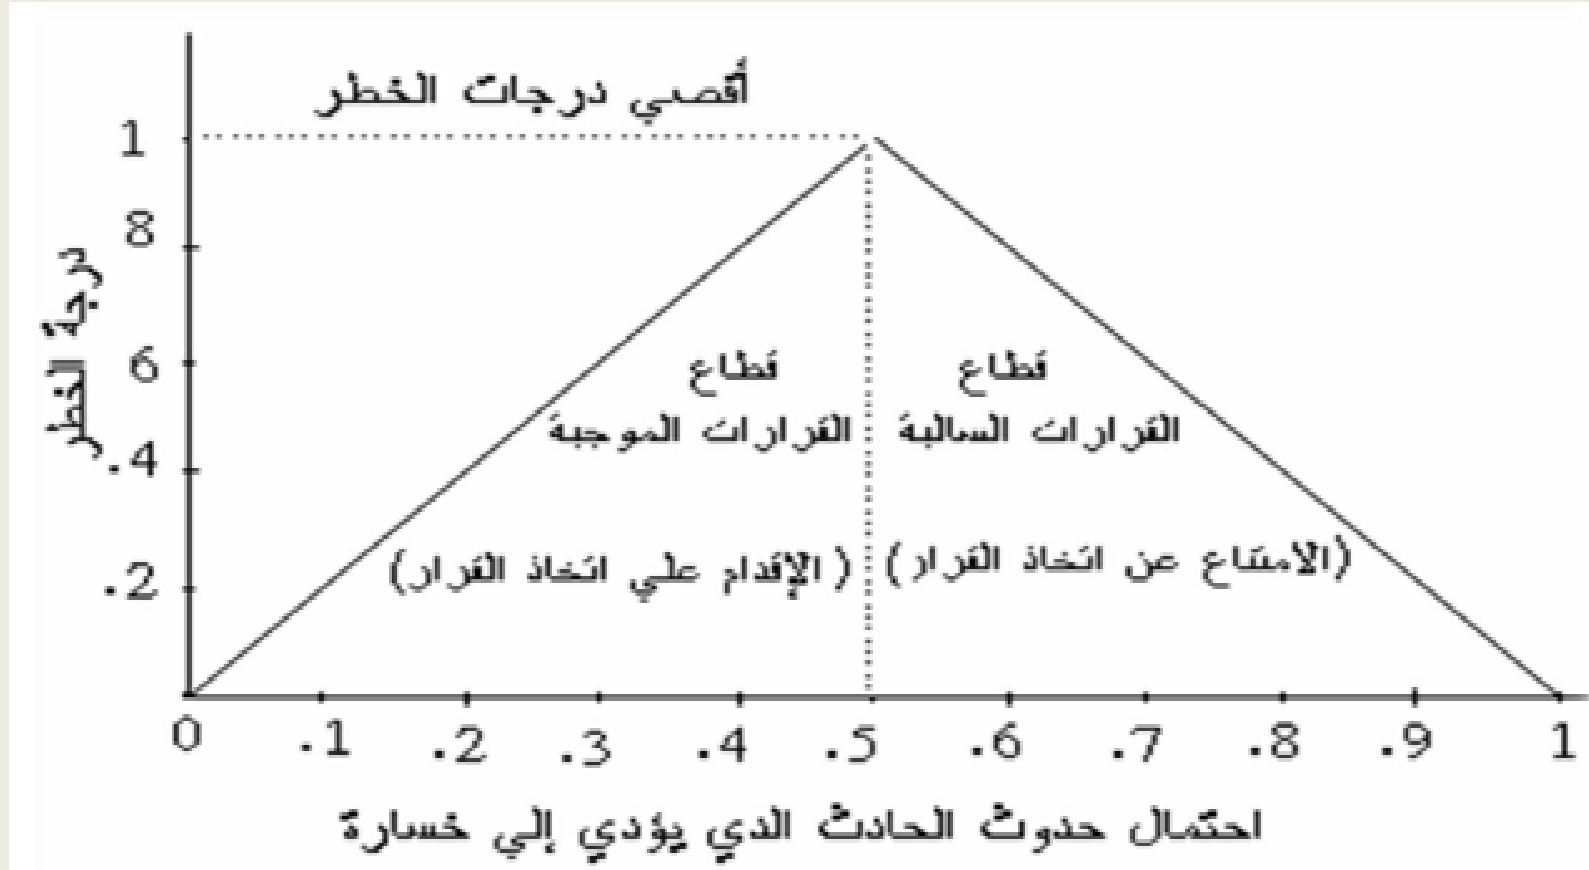 أقصي درجات الخطر
1
8
6
.4
.2
درجة الخطر
قطاع
القرارات الموجبة
(الإقدام علي اتخاذ القرار)
قطاع
القرارات السالبة
(الامتناع عن اتخاذ القرار)
0 .1 .2 .3 .4 .5 .6 .7 .8 .9 1
احتمال حدوث الحادث الذي يؤدي إلي خسارة